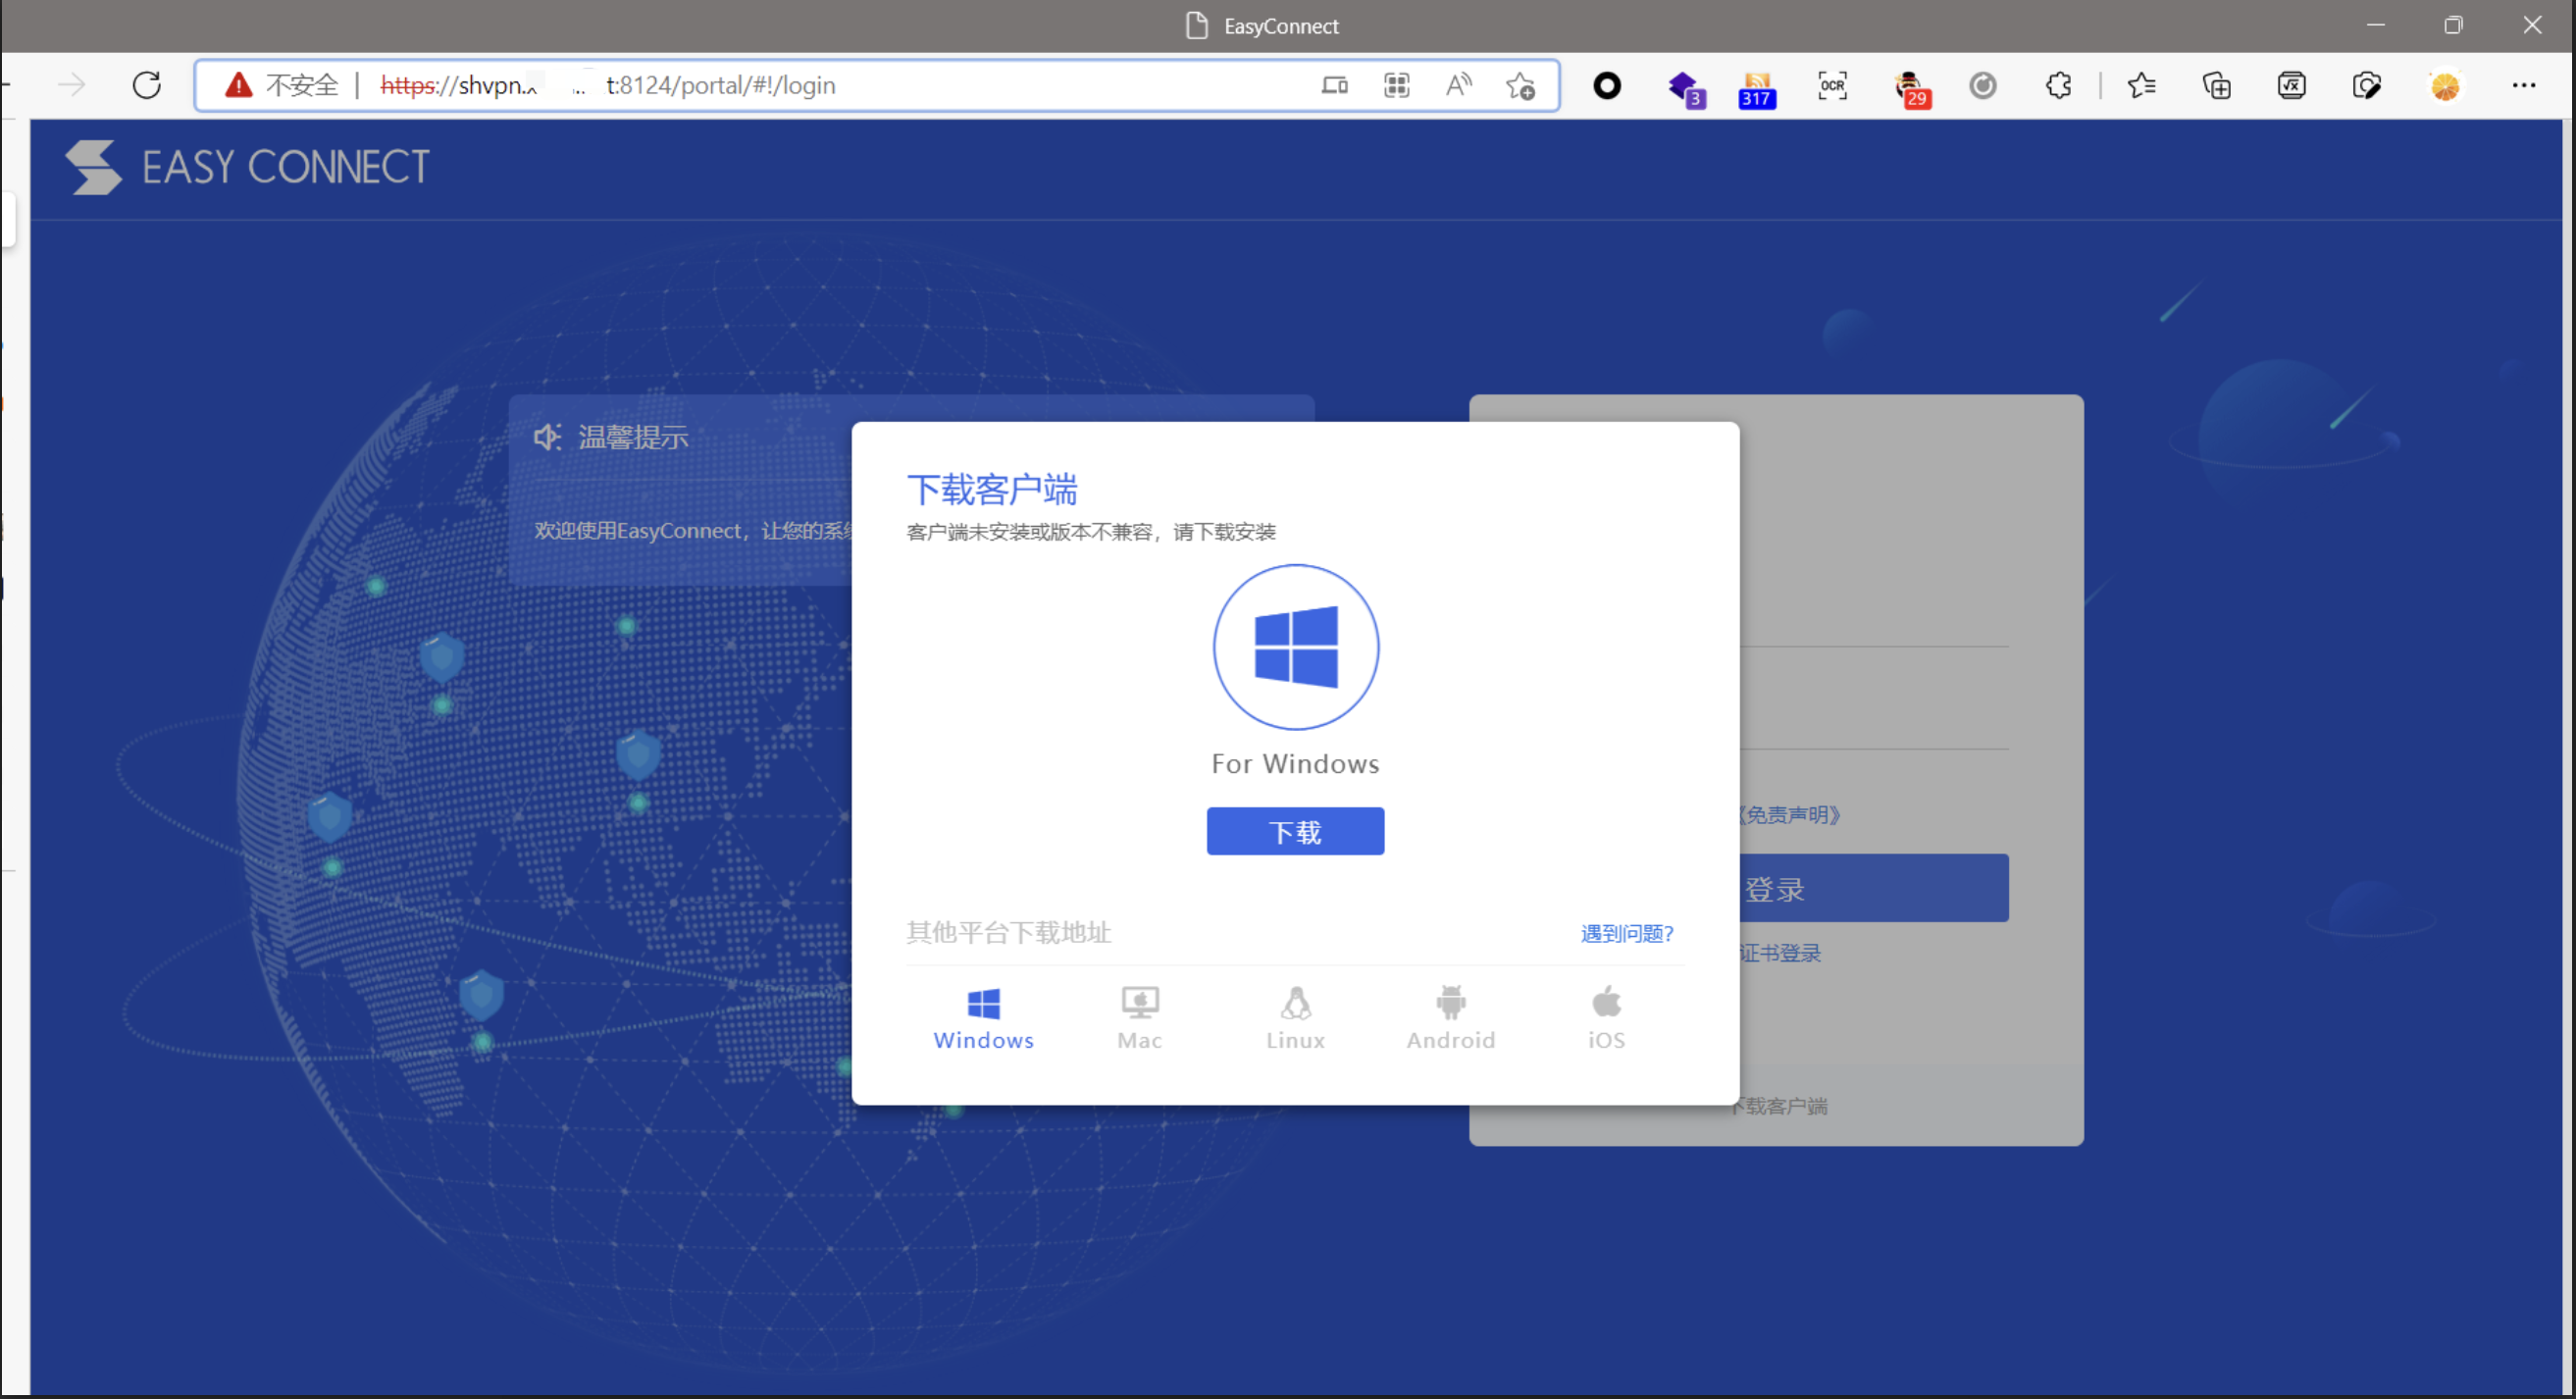 EasyConnect
不安全 | https://shvpn.x t:8124/portal/#!/login
3
317
OCR
29
EASY CONNECT
温馨提示
欢迎使用EasyConnect，让您的系
下载客户端
客户端未安装或版本不兼容，请下载安装
For Windows
下载
其他平台下载地址
遇到问题?
Windows
Mac
Linux
Android
iOS
《免责声明》
登录
证书登录
下载客户端